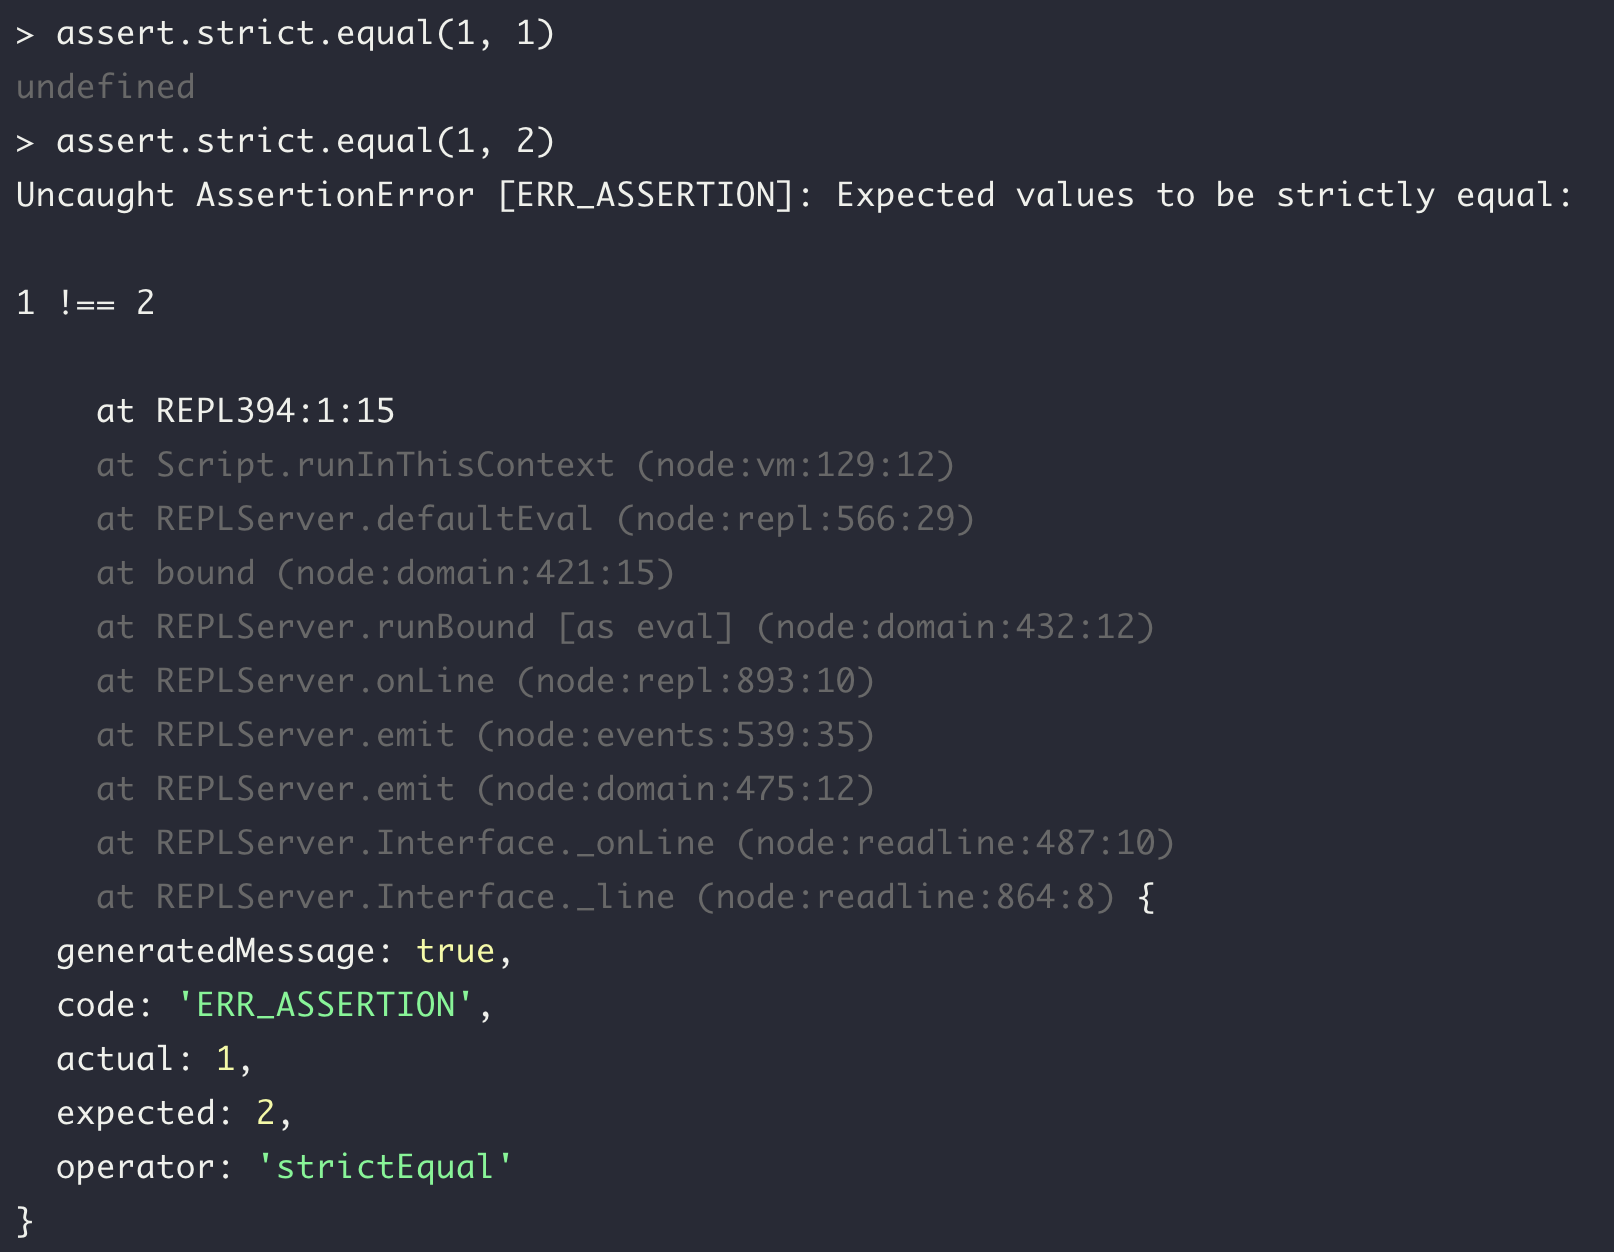 > assert.strict.equal(1, 1)
undefined
> assert.strict.equal(1, 2)
Uncaught AssertionError [ERR_ASSERTION]: Expected values to be strictly equal:
1 !== 2
at REPL394:1:15
at Script.runInThisContext (node:vm:129:12)
at REPLServer.defaultEval (node:repl:566:29)
at bound (node:domain:421:15)
at REPLServer.runBound [as eval] (node:domain:432:12)
at REPLServer.onLine (node:repl:893:10)
at REPLServer.emit (node:events:539:35)
at REPLServer.emit (node:domain:475:12)
at REPLServer.Interface._onLine (node:readline:487:10)
at REPLServer.Interface._line (node:readline:864:8) {
generatedMessage: true,
code: 'ERR_ASSERTION',
actual: 1,
expected: 2,
operator: 'strictEqual'
}